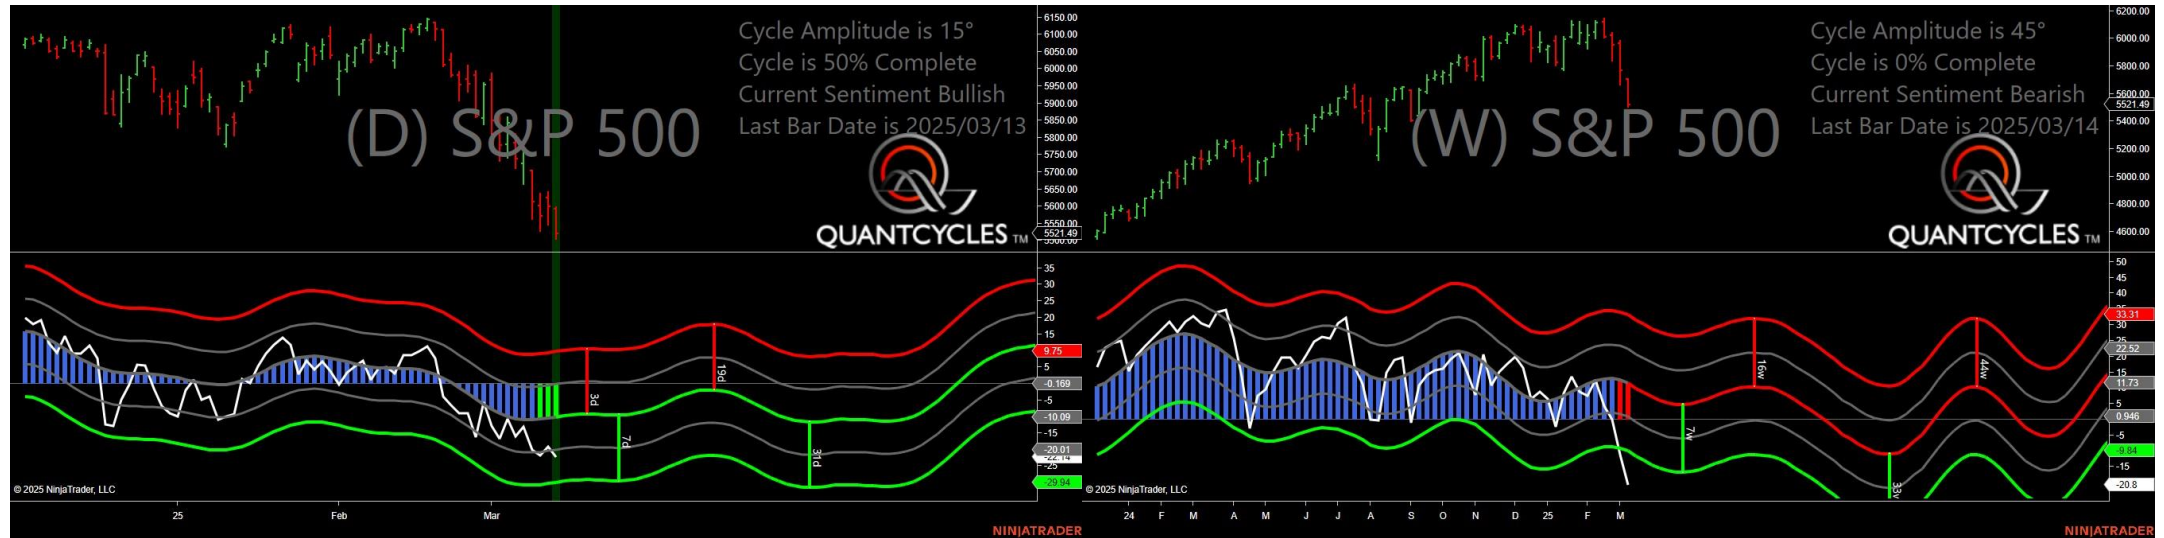 Cycle Amplitude is 15°
Cycle is 50% Complete
Current Sentiment Bullish
Last Bar Date is 2025/03/13
(D) S&P 500
QUANTCYCLES TM
6150.00
6100.00
6050.00
6000.00
5950.00
5900.00
5850.00
5800.00
5750.00
5700.00
5650.00
5600.00
5550.00
5521.49
5500.00
35
30
25
20
15
9.75
5
-0.169
-5
-10.09
-15
-20.01
-22.14
-25
-29.94
3d
7d
19d
31d
© 2025 NinjaTrader, LLC
25
Feb
Mar
NINJATRADER
Cycle Amplitude is 45°
Cycle is 0% Complete
Current Sentiment Bearish
Last Bar Date is 2025/03/14
(W) S&P 500
QUANTCYCLES TM
6200.00
6000.00
5800.00
5600.00
5521.49
5400.00
5200.00
5000.00
4800.00
4600.00
50
45
40
33.31
30
22.52
15
11.73
5
0.946
-5
-9.84
-15
-20.8
7w
16w
33w
44w
© 2025 NinjaTrader, LLC
24 F M A M J J A S O N D 25 F M
NINJATRADER